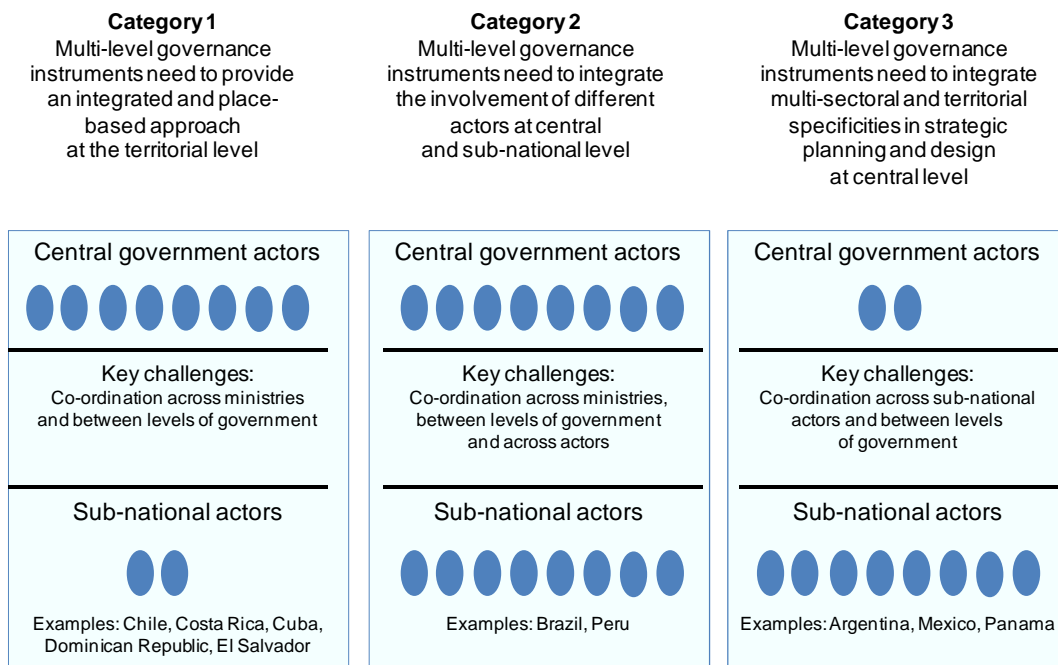 Category 1
Multi-level governance
instruments need to provide
an integrated and place-
based approach
at the territorial level
Category 2
Multi-level governance
instruments need to integrate
the involvement of different
actors at central
and sub-national level
Category 3
Multi-level governance
instruments need to integrate
multi-sectoral and territorial
specificities in strategic
planning and design
at central level
Central government actors
Key challenges:
Co-ordination across ministries
and between levels of government
Sub-national actors
Examples: Chile, Costa Rica, Cuba,
Dominican Republic, El Salvador
Central government actors
Key challenges:
Co-ordination across ministries,
between levels of government
and across actors
Sub-national actors
Examples: Brazil, Peru
Central government actors
Key challenges:
Co-ordination across sub-national
actors and between levels
of government
Sub-national actors
Examples: Argentina, Mexico, Panama